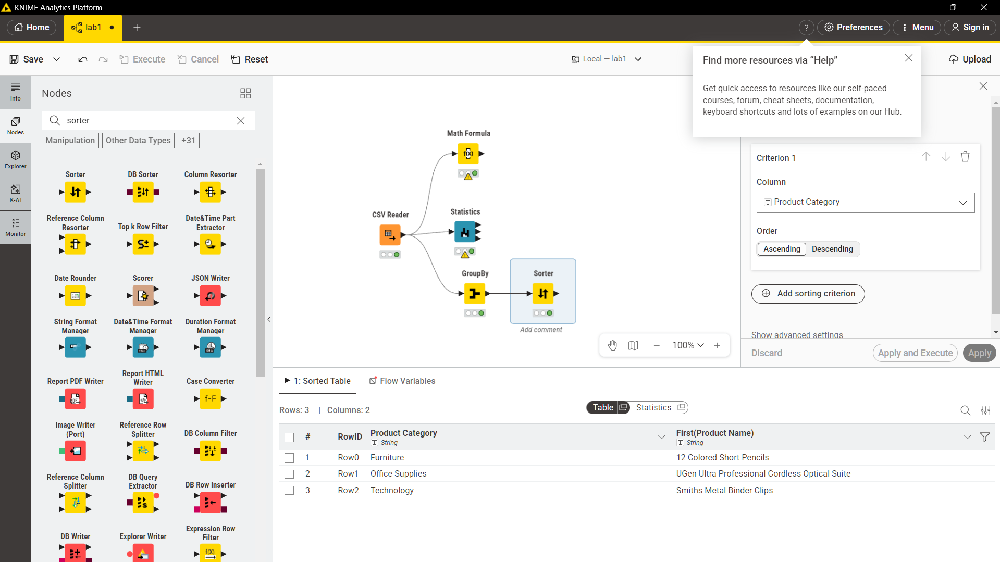 KNIME Analytics Platform
Home
lab1
?
Preferences
Menu
Sign in
Save
Execute
Cancel
Reset
Local — lab1
Find more resources via “Help”
Upload
Get quick access to resources like our self-paced
courses, forum, cheat sheets, documentation,
keyboard shortcuts and lots of examples on our Hub.
Info
Nodes
Explorer
K-AI
Monitor
Nodes
sorter
Manipulation
Other Data Types
+31
Sorter
DB Sorter
Column Resorter
Reference Column
Resorter
Top k Row Filter
Date&Time Part
Extractor
Date Rounder
Scorer
JSON Writer
String Format
Manager
Date&Time Format
Manager
Duration Format
Manager
Report PDF Writer
Report HTML
Writer
Case Converter
Image Writer
(Port)
Reference Row
Splitter
DB Column Filter
Reference Column
Splitter
DB Query
Extractor
DB Row Inserter
DB Writer
Explorer Writer
Expression Row
Filter
Math Formula
f(x)
CSV Reader
Statistics
GroupBy
Sorter
Add comment
100%
Criterion 1
Column
T Product Category
Order
Ascending
Descending
Add sorting criterion
Show advanced settings
Discard
Apply and Execute
Apply
1: Sorted Table
Flow Variables
Rows: 3 | Columns: 2
Table
Statistics
# RowID Product Category First(Product Name)
T String T String
1 Row0 Furniture 12 Colored Short Pencils
2 Row1 Office Supplies UGen Ultra Professional Cordless Optical Suite
3 Row2 Technology Smiths Metal Binder Clips